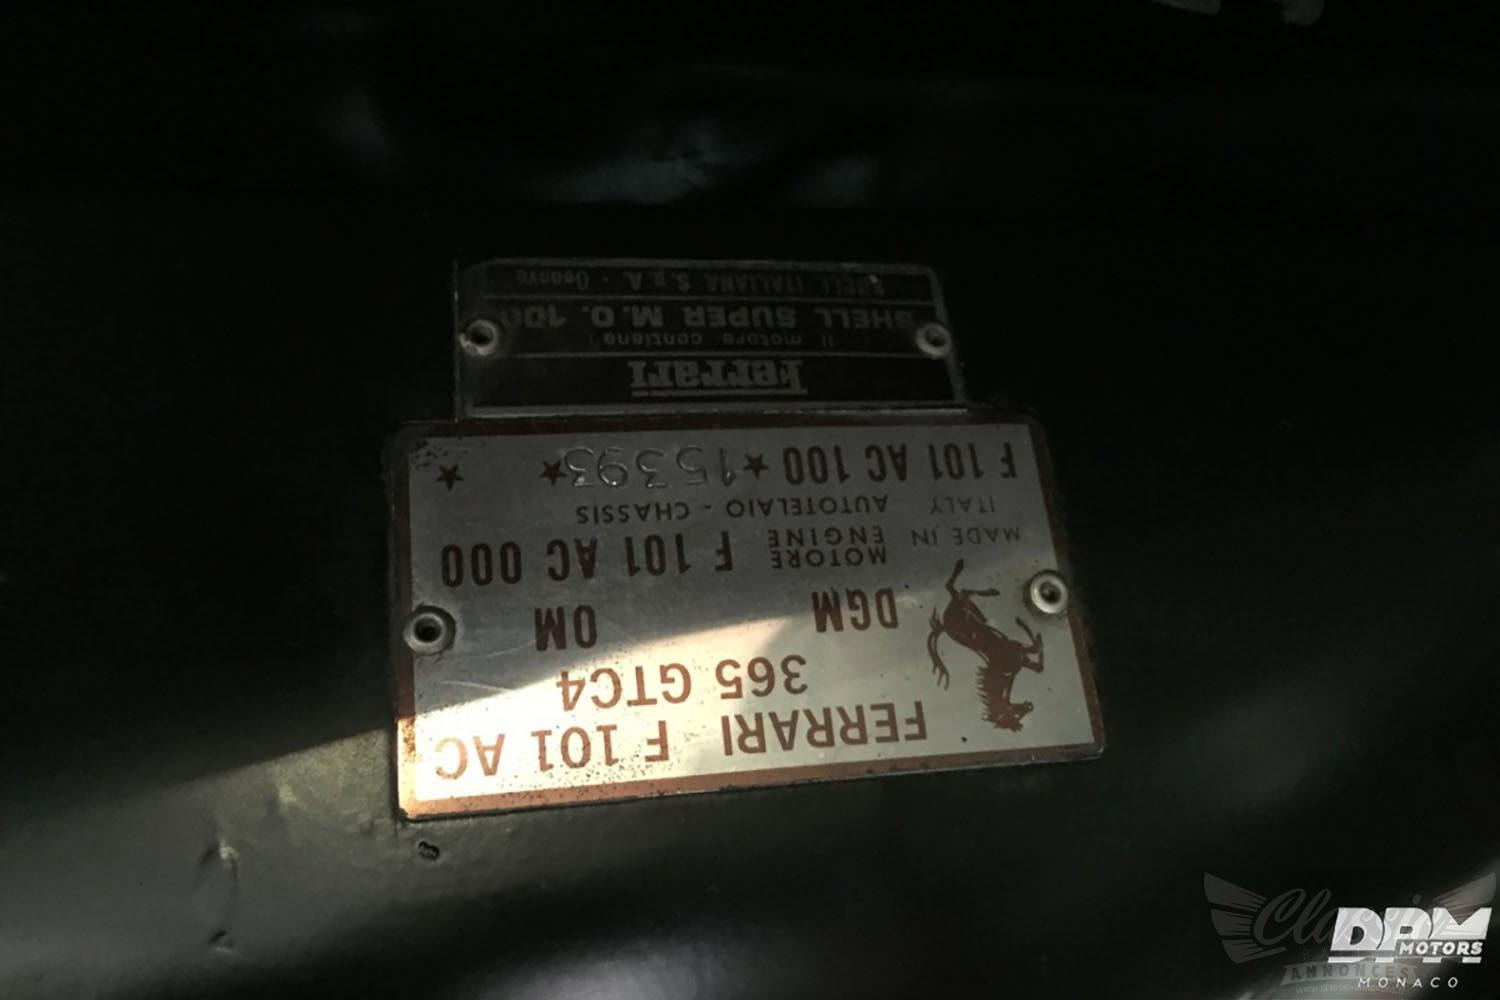 FERRARI F 101 AC
365 GTC4
DGM OM
MOTORE
ENGINE F 101 AC 000
MADE IN
ITALY
AUTOTELAIO - CHASSIS
F 101 AC 100 ★15393★ ★
Ferrari
Il motore contiene
SHELL SUPER M.O. 100
SHELL ITALIANA S.p.A. - Genova
Classic
ANNONCES
DPM
MOTORS
MONACO